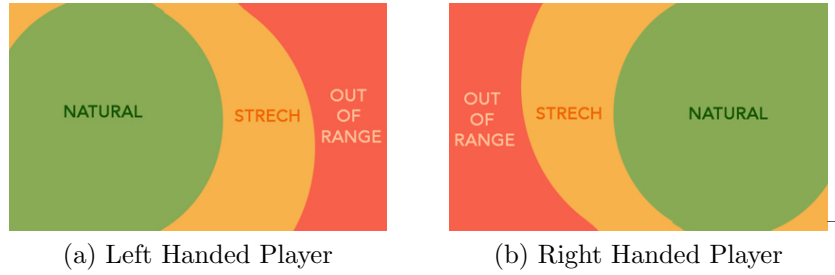 NATURAL
STRECH
OUT
OF
RANGE
(a) Left Handed Player
OUT
OF
RANGE
STRECH
NATURAL
(b) Right Handed Player